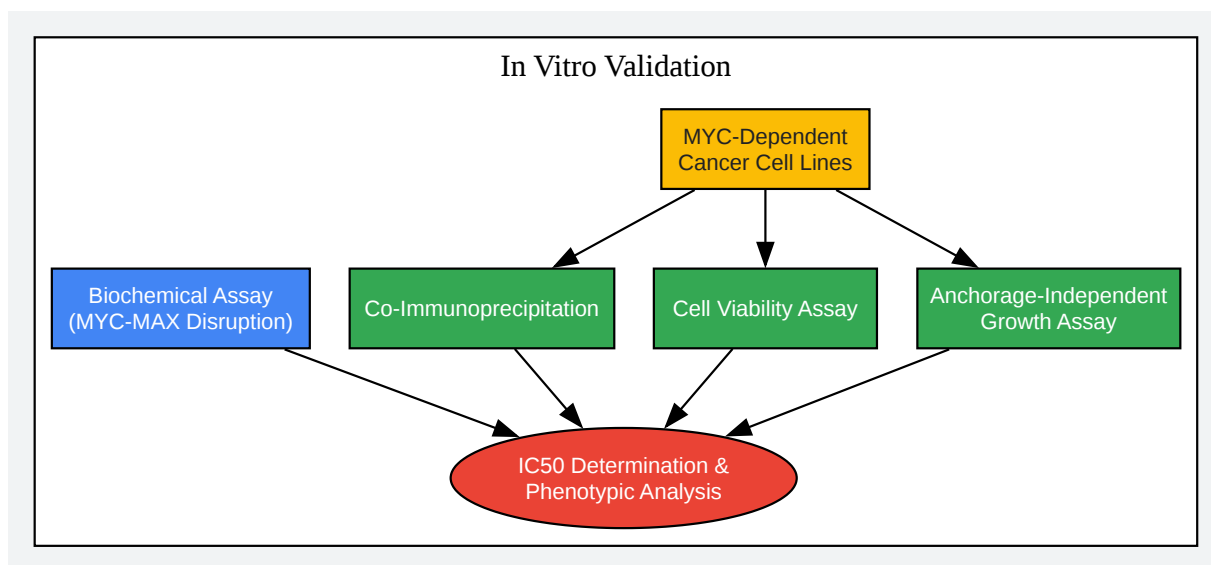 In Vitro Validation
MYC-Dependent
Cancer Cell Lines
Biochemical Assay
(MYC-MAX Disruption)
Co-Immunoprecipitation
Cell Viability Assay
Anchorage-Independent
Growth Assay
IC50 Determination &
Phenotypic Analysis